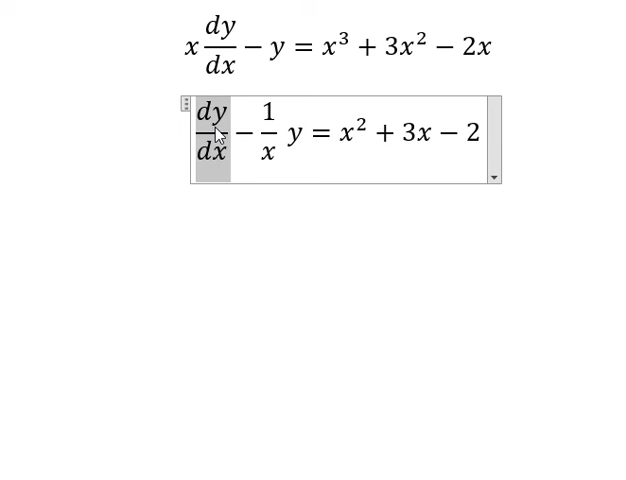 x dy/dx − y = x³ + 3x² − 2x
dy/dx − 1/x y = x² + 3x − 2